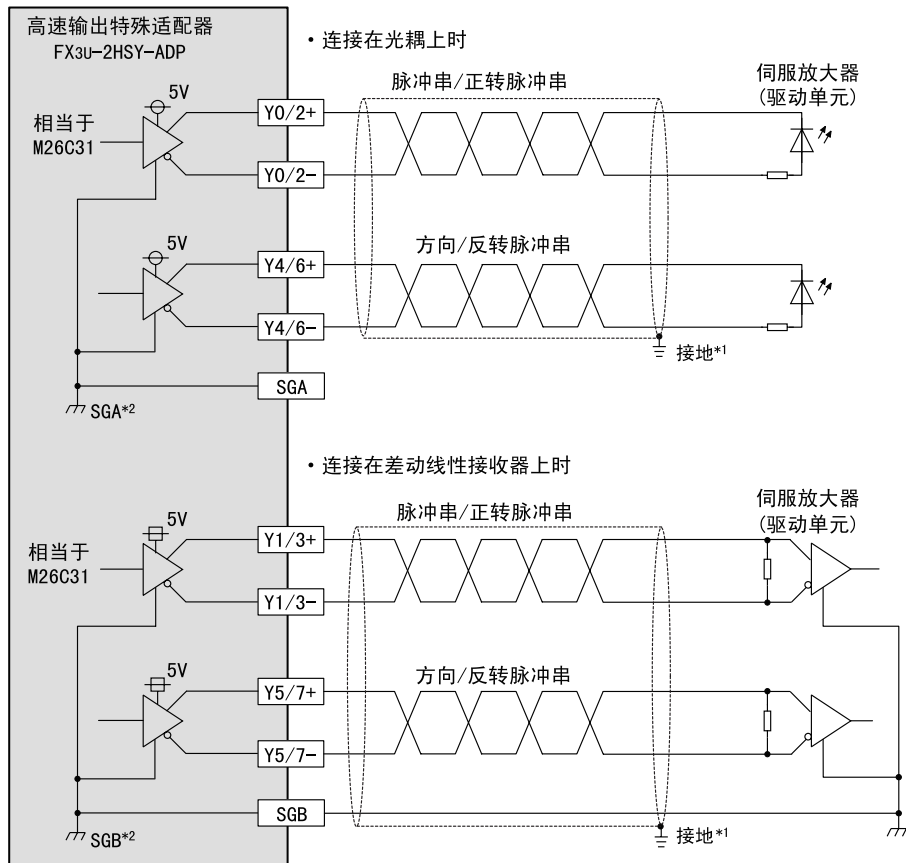 高速输出特殊适配器
FX3U-2HSY-ADP
・连接在光耦上时
脉冲串/正转脉冲串
伺服放大器
(驱动单元)
5V
相当于
M26C31
Y0/2+
Y0/2-
方向/反转脉冲串
5V
Y4/6+
Y4/6-
接地*1
SGA
SGA*2
・连接在差动线性接收器上时
脉冲串/正转脉冲串
伺服放大器
(驱动单元)
5V
相当于
M26C31
Y1/3+
Y1/3-
方向/反转脉冲串
5V
Y5/7+
Y5/7-
SGB
SGB*2
接地*1